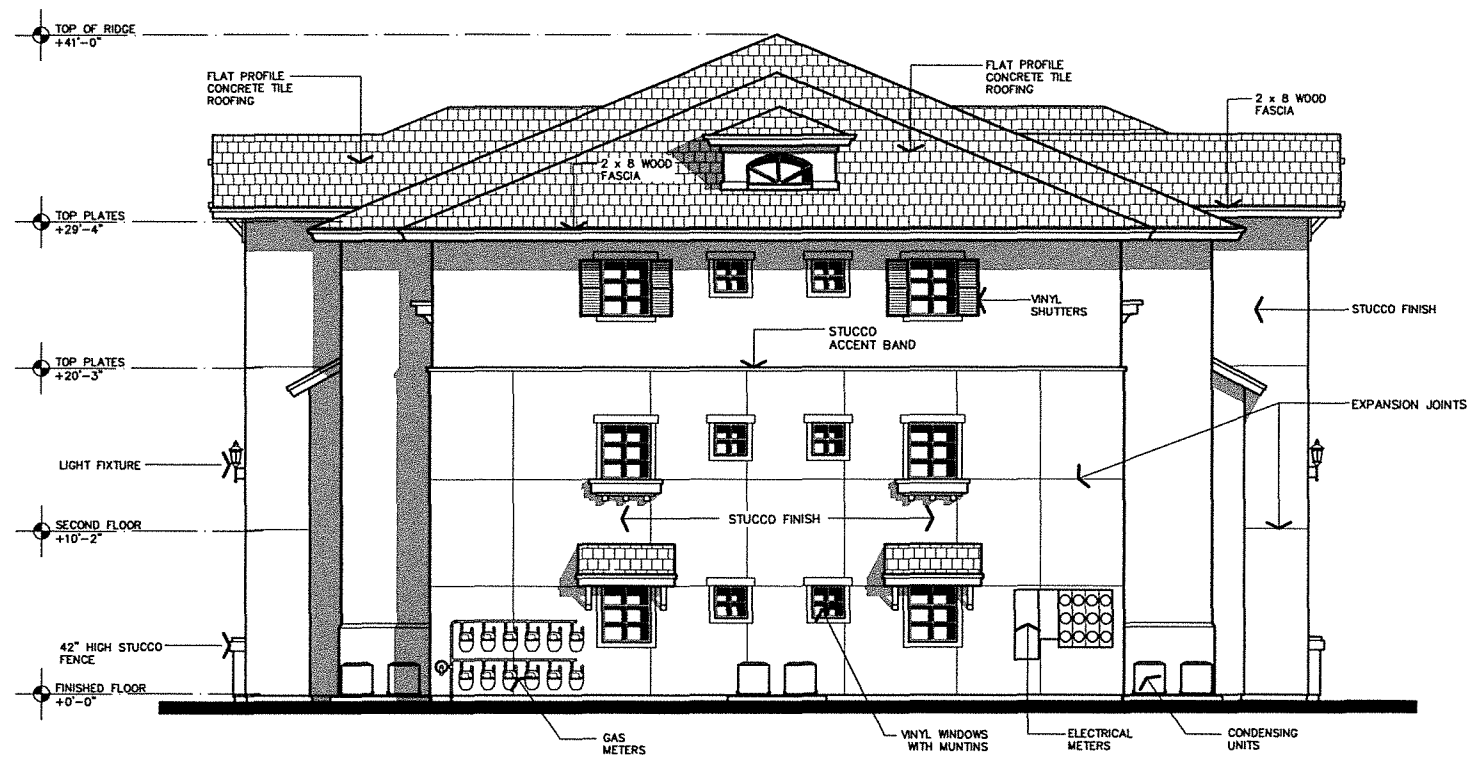 TOP OF RIDGE
+41'-0"
FLAT PROFILE
CONCRETE TILE
ROOFING
FLAT PROFILE
CONCRETE TILE
ROOFING
2 x 8 WOOD
FASCIA
2 x 8 WOOD
FASCIA
TOP PLATES
+29'-4"
VINYL
SHUTTERS
STUCCO FINISH
STUCCO
ACCENT BAND
TOP PLATES
+20'-3"
EXPANSION JOINTS
LIGHT FIXTURE
STUCCO FINISH
SECOND FLOOR
+10'-2"
42" HIGH STUCCO
FENCE
FINISHED FLOOR
+0'-0"
GAS
METERS
VINYL WINDOWS
WITH MUNTINS
ELECTRICAL
METERS
CONDENSING
UNITS